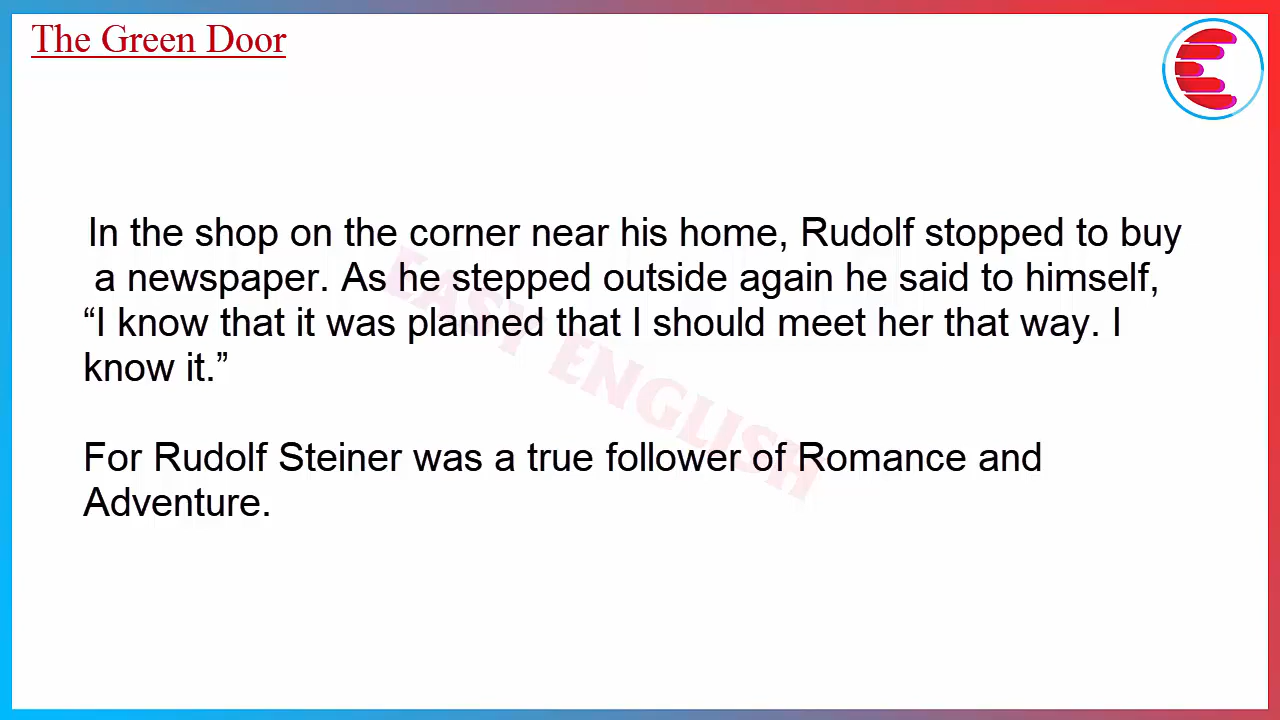 The Green Door
In the shop on the corner near his home, Rudolf stopped to buy
a newspaper. As he stepped outside again he said to himself,
“I know that it was planned that I should meet her that way. I
know it.”
For Rudolf Steiner was a true follower of Romance and
Adventure.
EASY ENGLISH